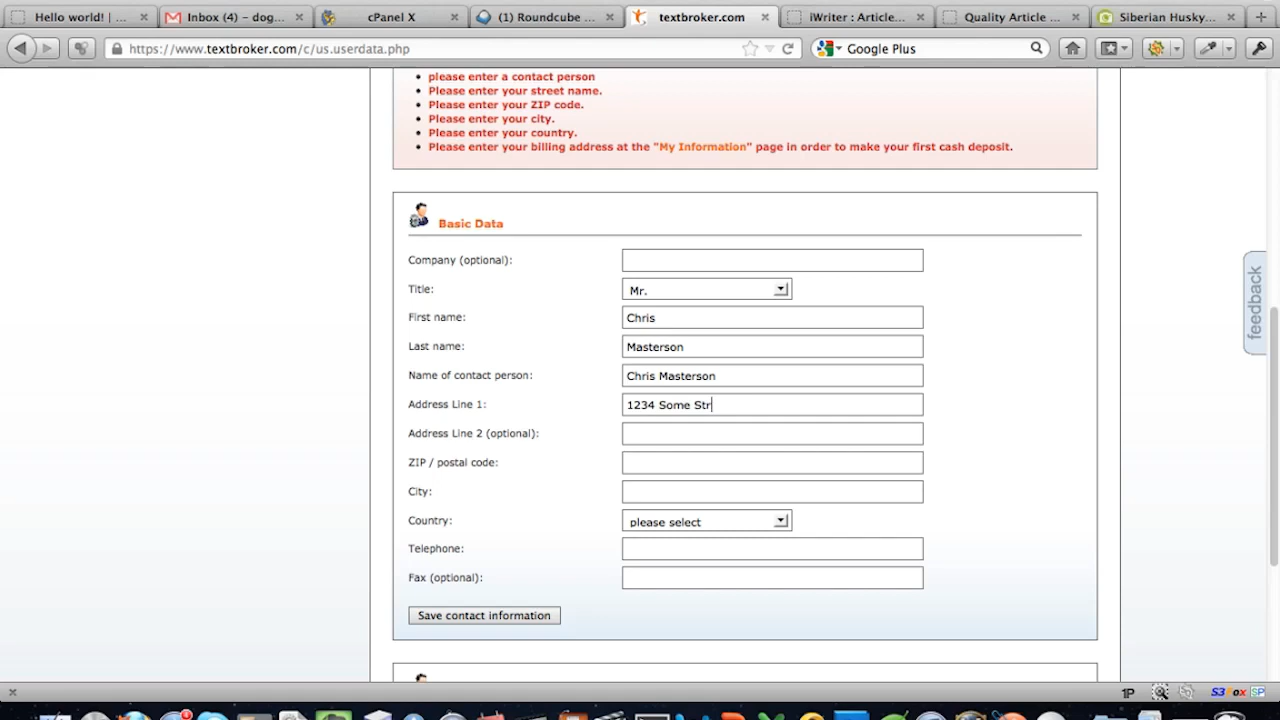 Hello world! | ...
Inbox (4) – dog...
cPanel X
(1) Roundcube ...
textbroker.com
iWriter : Article...
Quality Article ...
Siberian Husky...
https://www.textbroker.com/c/us.userdata.php
Google Plus
please enter a contact person
Please enter your street name.
Please enter your ZIP code.
Please enter your city.
Please enter your country.
Please enter your billing address at the "My Information" page in order to make your first cash deposit.
Basic Data
Company (optional):
Title: Mr.
First name: Chris
Last name: Masterson
Name of contact person: Chris Masterson
Address Line 1: 1234 Some Str
Address Line 2 (optional):
ZIP / postal code:
City:
Country: please select
Telephone:
Fax (optional):
Save contact information
feedback
1P S3Fox SP